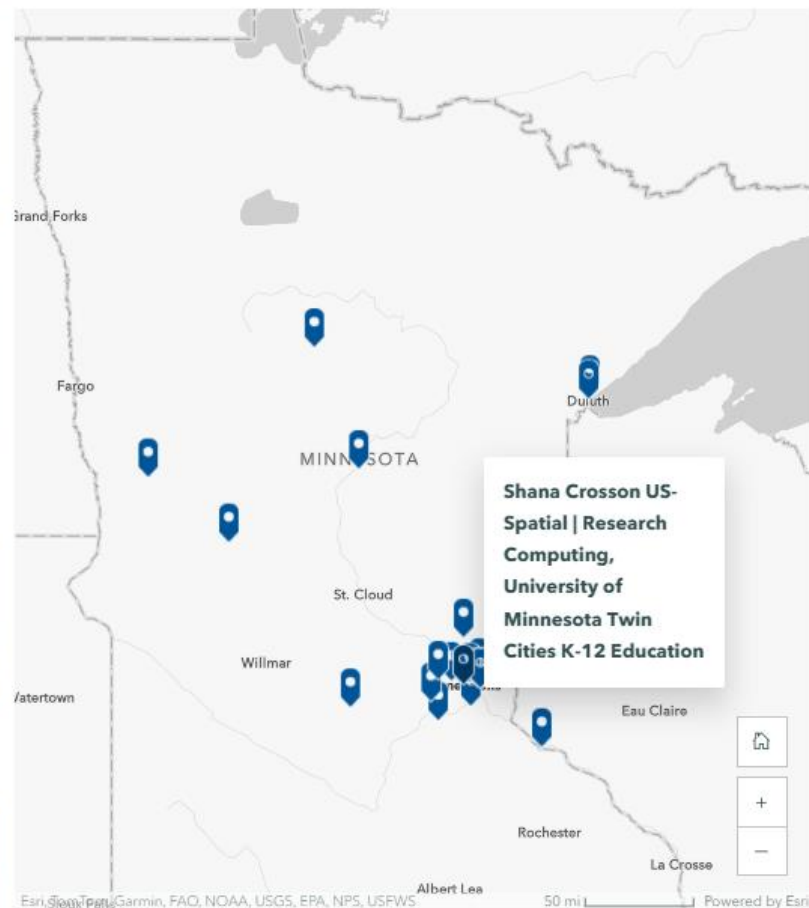 Grand Forks
Fargo
Duluth
MINNESOTA
Shana Crosson US-
Spatial | Research
Computing,
University of
Minnesota Twin
Cities K-12 Education
St. Cloud
Willmar
Watertown
Eau Claire
Rochester
La Crosse
Albert Lea
Esri, TomTom, Garmin, FAO, NOAA, USGS, EPA, NPS, USFWS
Sioux Falls
50 mi
Powered by Esri